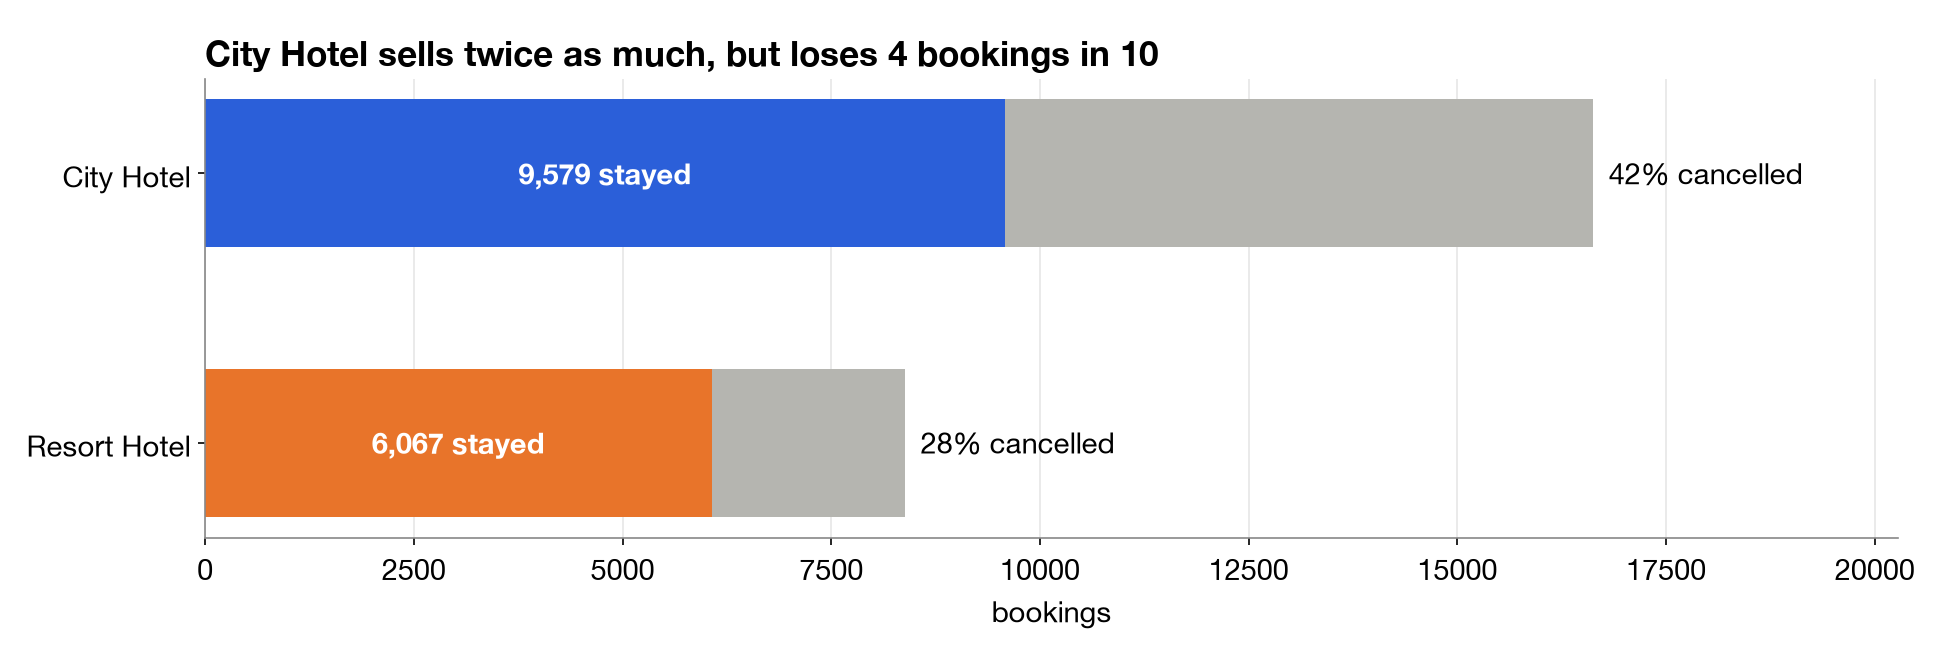 City Hotel sells twice as much, but loses 4 bookings in 10
City Hotel
9,579 stayed
42% cancelled
Resort Hotel
6,067 stayed
28% cancelled
0 2500 5000 7500 10000 12500 15000 17500 20000
bookings